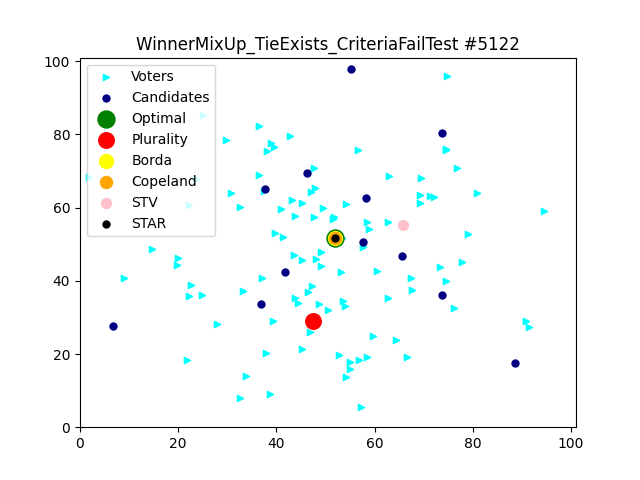 WinnerMixUp_TieExists_CriteriaFailTest #5122
100
80
60
40
20
0
Voters
Candidates
Optimal
Plurality
Borda
Copeland
STV
STAR
0 20 40 60 80 100